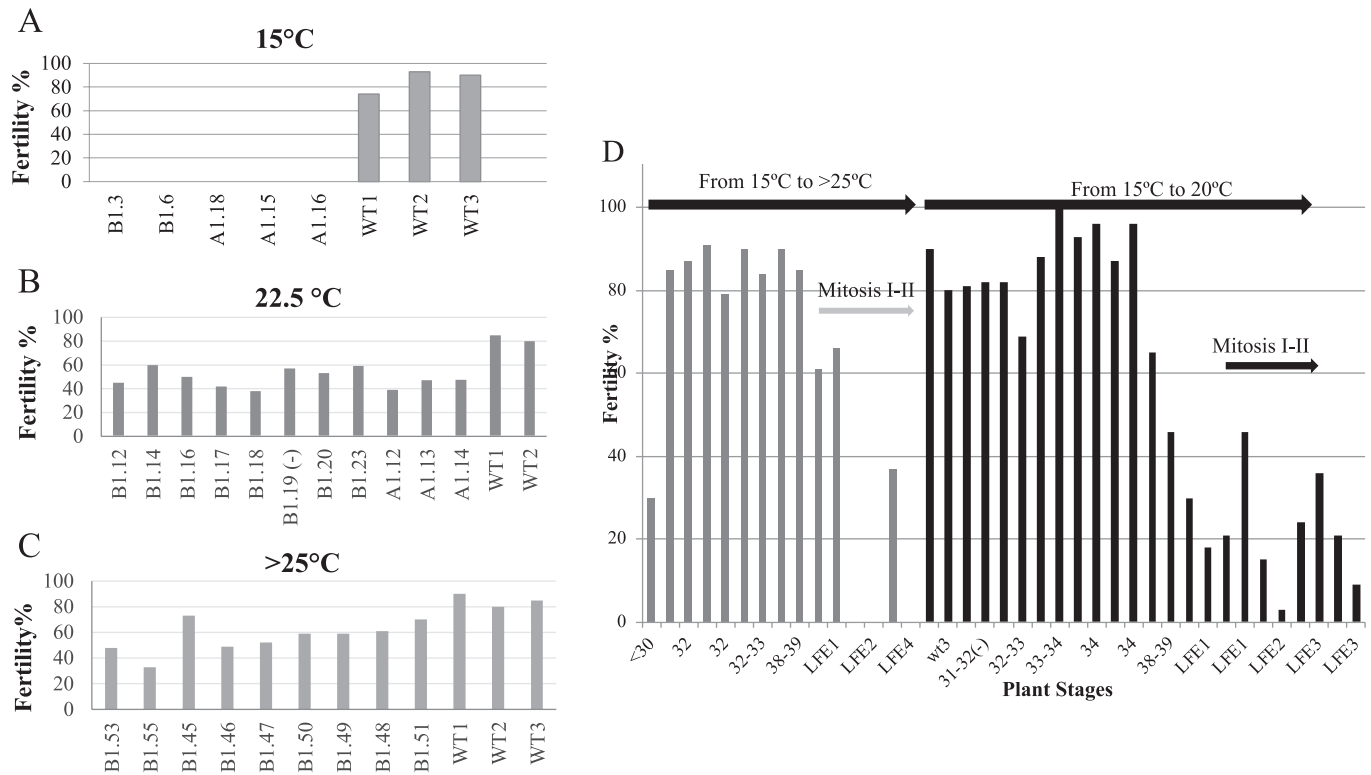 A
15°C
Fertility %
100
80
60
40
20
0
B1.3
B1.6
A1.18
A1.15
A1.16
WT1
WT2
WT3
B
22.5 °C
Fertility %
100
80
60
40
20
0
B1.12
B1.14
B1.16
B1.17
B1.18
B1.19 (-)
B1.20
B1.23
A1.12
A1.13
A1.14
WT1
WT2
C
>25°C
Fertility%
100
80
60
40
20
0
B1.53
B1.55
B1.45
B1.46
B1.47
B1.50
B1.49
B1.48
B1.51
WT1
WT2
WT3
D
From 15ºC to >25ºC
From 15ºC to 20ºC
Mitosis I-II
Mitosis I-II
Fertility %
100
80
60
40
20
0
<30
32
32
32-33
38-39
LFE1
LFE2
LFE4
wt3
31-32(-)
32-33
33-34
34
34
38-39
LFE1
LFE1
LFE2
LFE3
LFE3
Plant Stages